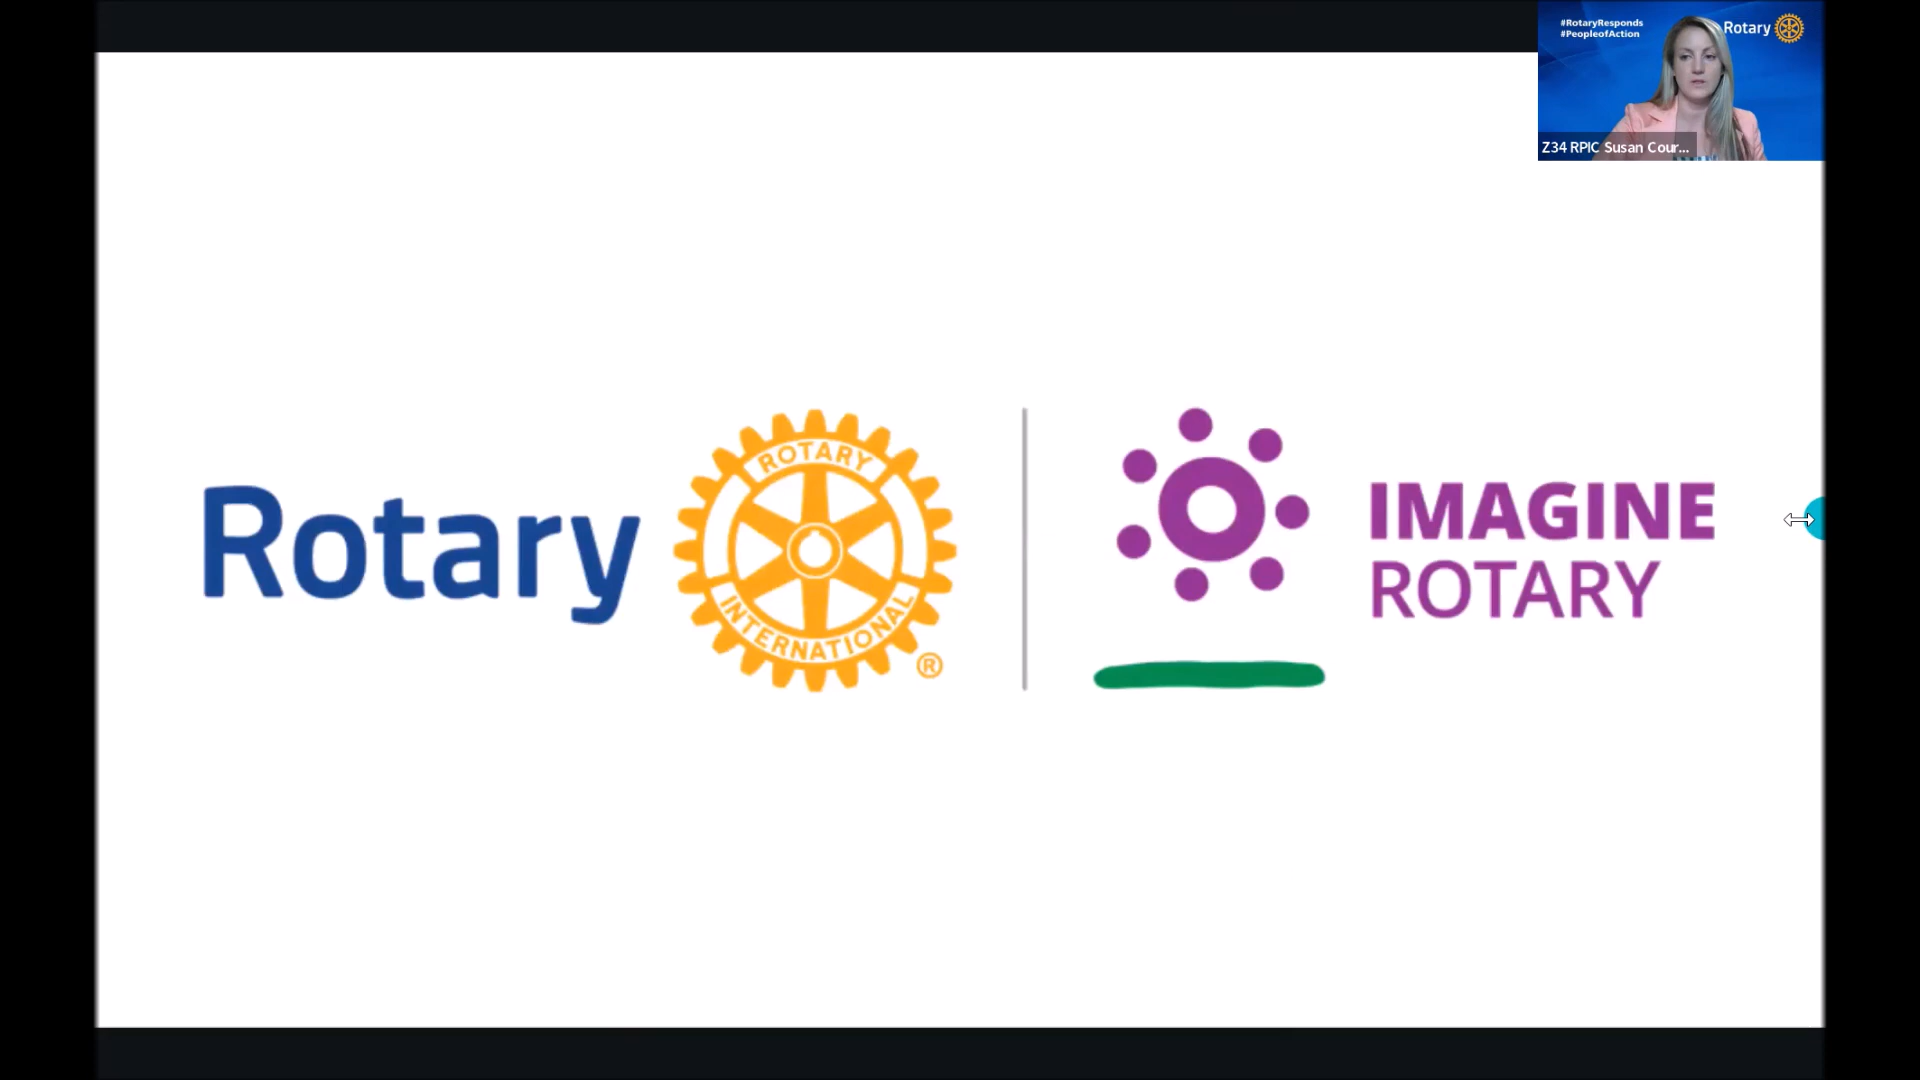 #RotaryResponds
#PeopleofAction
Rotary
Z34 RPIC Susan Cour...
Rotary
ROTARY
INTERNATIONAL
®
IMAGINE
ROTARY